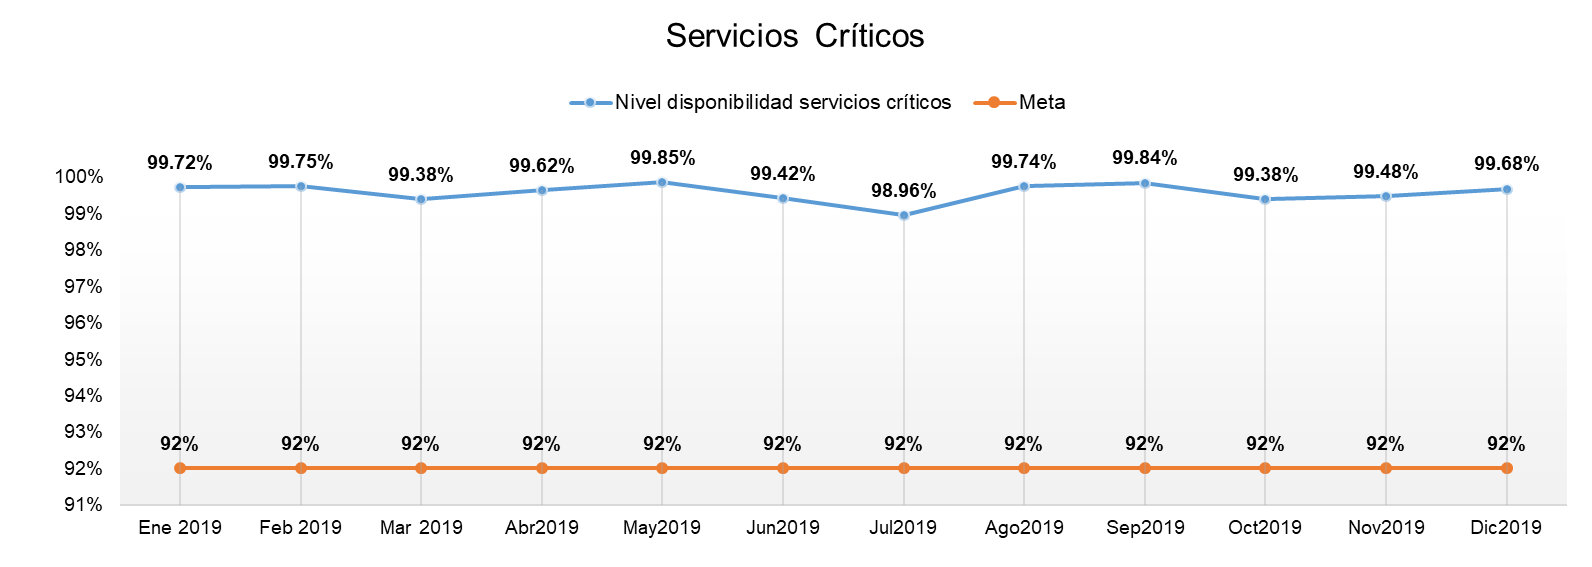 Servicios Críticos
Nivel disponibilidad servicios críticos Meta
99.72% 99.75% 99.38% 99.62% 99.85% 99.42% 98.96% 99.74% 99.84% 99.38% 99.48% 99.68%
100%
99%
98%
97%
96%
95%
94%
93%
92% 92% 92% 92% 92% 92% 92% 92% 92% 92% 92% 92%
92%
91%
Ene 2019 Feb 2019 Mar 2019 Abr2019 May2019 Jun2019 Jul2019 Ago2019 Sep2019 Oct2019 Nov2019 Dic2019